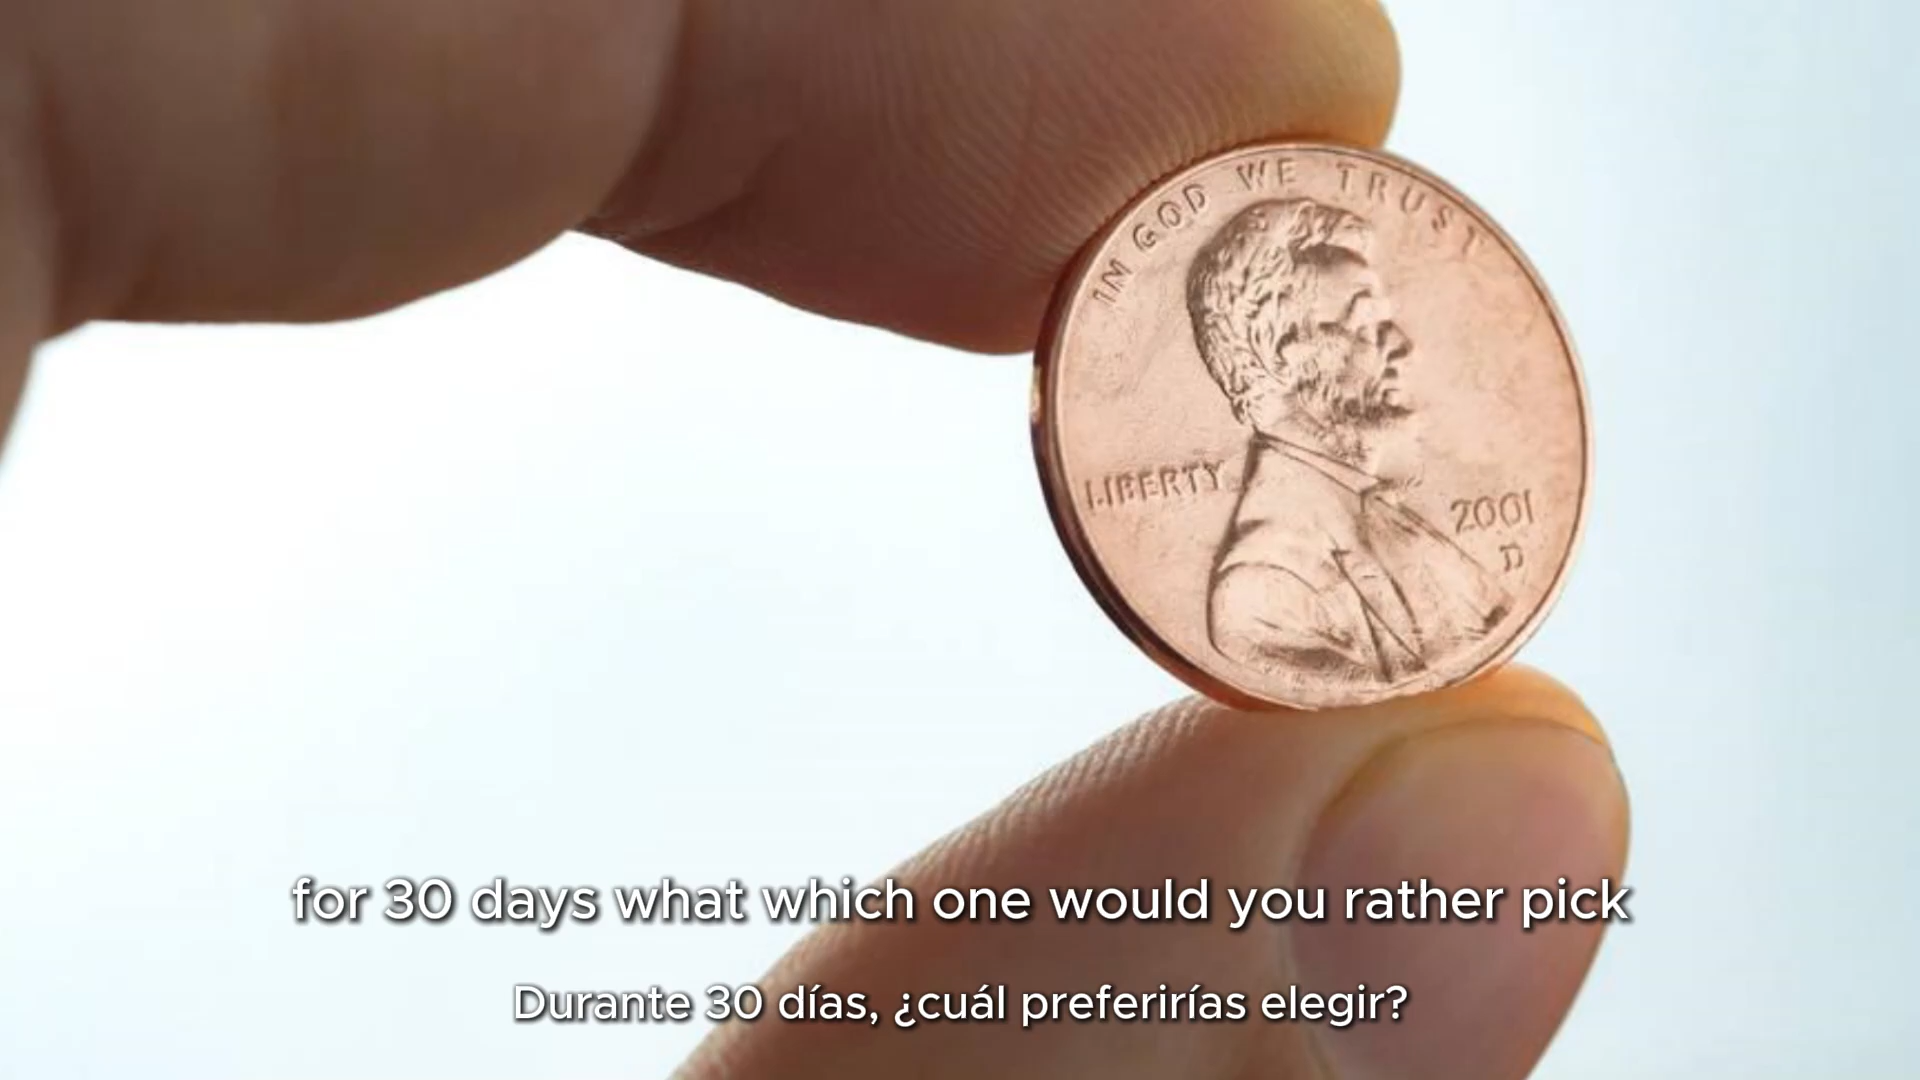 IN GOD WE TRUST
LIBERTY
2001
D
for 30 days what which one would you rather pick
Durante 30 días, ¿cuál preferirías elegir?